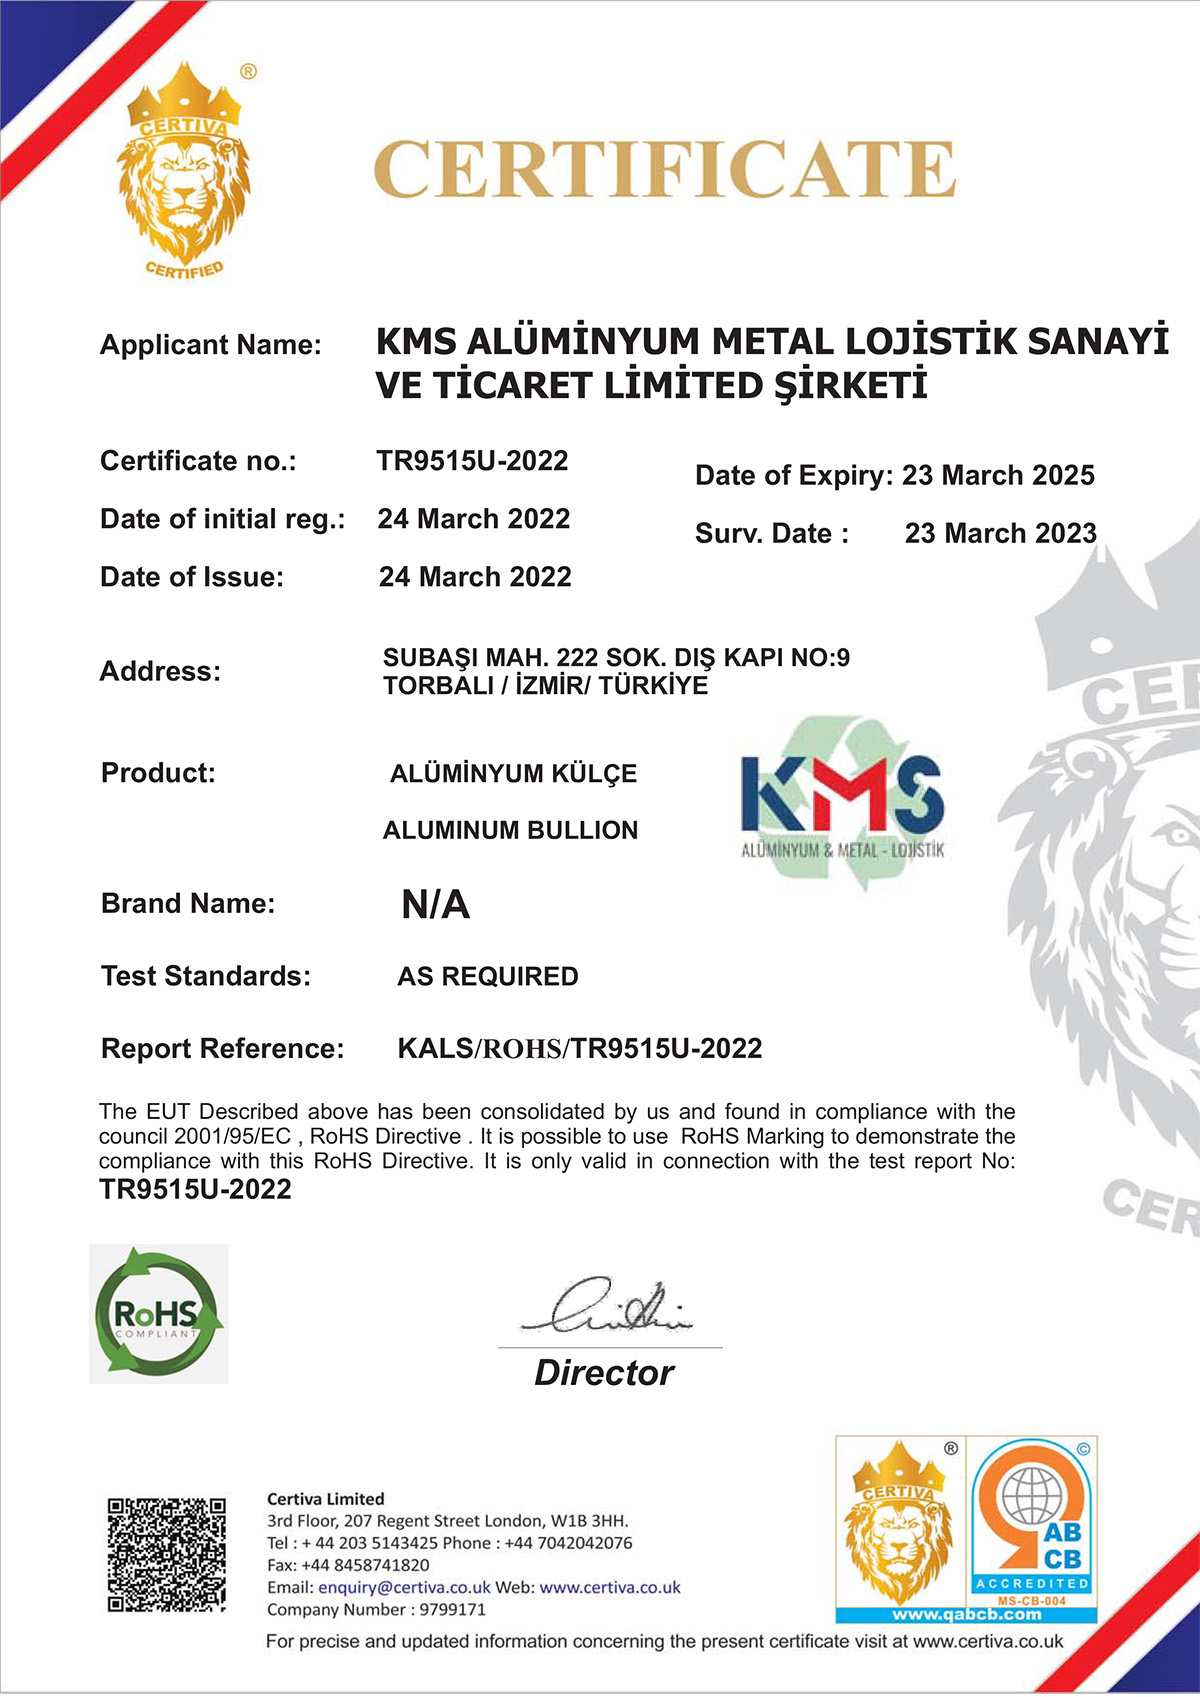 ®
CERTIVA
CERTIFIED
CERTIFICATE
Applicant Name: KMS ALÜMİNYUM METAL LOJİSTİK SANAYİ
VE TİCARET LİMİTED ŞİRKETİ
Certificate no.: TR9515U-2022
Date of Expiry: 23 March 2025
Date of initial reg.: 24 March 2022
Surv. Date : 23 March 2023
Date of Issue: 24 March 2022
Address: SUBAŞI MAH. 222 SOK. DIŞ KAPI NO:9
TORBALI / İZMİR/ TÜRKİYE
CER
Product: ALÜMİNYUM KÜLÇE
ALUMINUM BULLION
KMS
ALÜMİNYUM & METAL - LOJİSTİK
Brand Name: N/A
Test Standards: AS REQUIRED
Report Reference: KALS/ROHS/TR9515U-2022
The EUT Described above has been consolidated by us and found in compliance with the
council 2001/95/EC , RoHS Directive . It is possible to use RoHS Marking to demonstrate the
compliance with this RoHS Directive. It is only valid in connection with the test report No:
TR9515U-2022
CER
RoHS
COMPLIANT
Director
Certiva Limited
3rd Floor, 207 Regent Street London, W1B 3HH.
Tel : + 44 203 5143425 Phone : +44 7042042076
Fax: +44 8458741820
Email: enquiry@certiva.co.uk Web: www.certiva.co.uk
Company Number : 9799171
For precise and updated information concerning the present certificate visit at www.certiva.co.uk
®
CERTIVA
©
AB
CB
ACCREDITED
MS-CB-004
www.qabcb.com